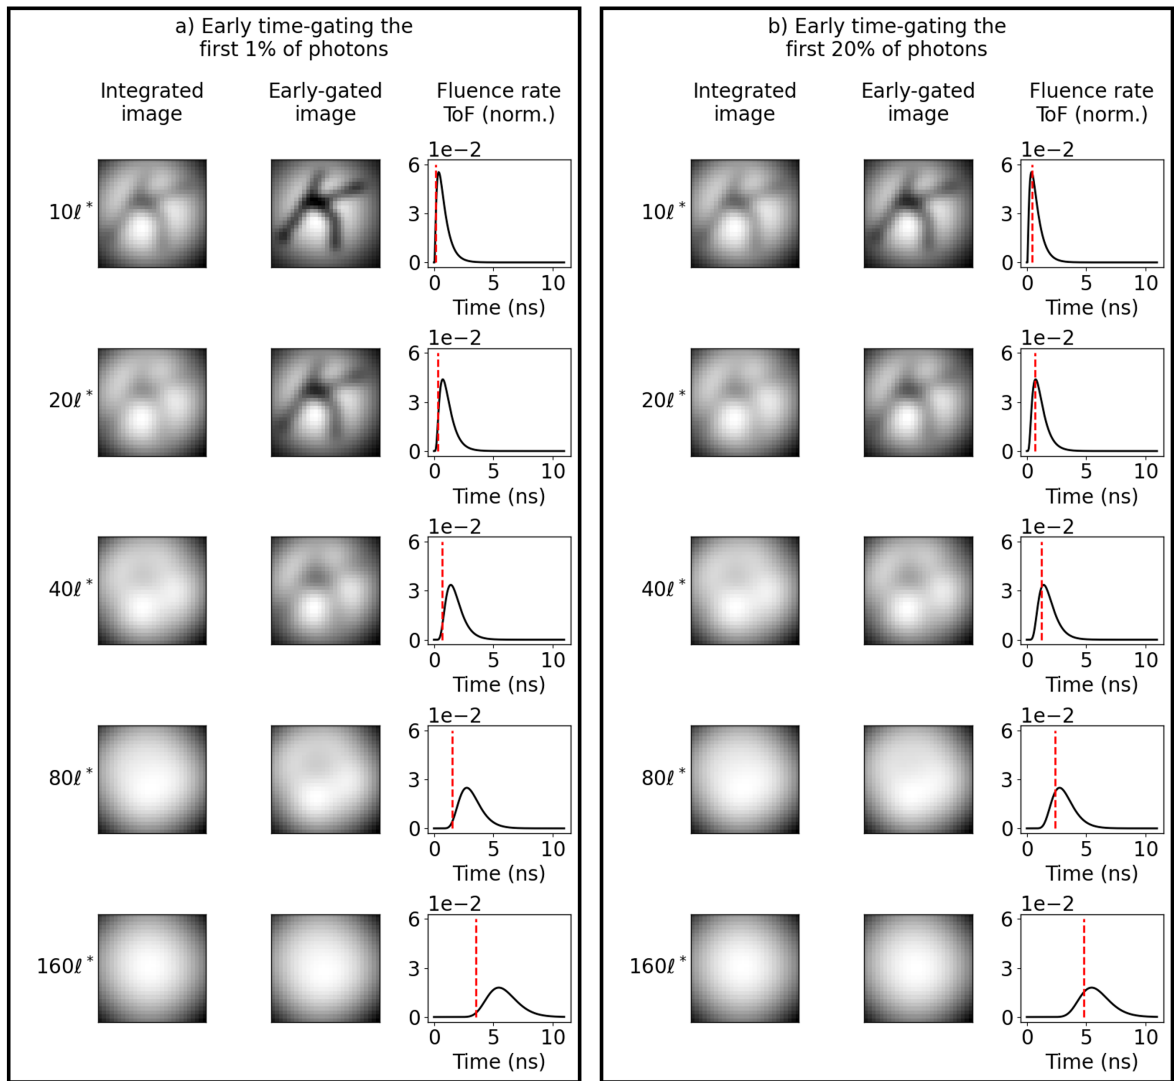 a) Early time-gating the
first 1% of photons
Integrated
image
Early-gated
image
Fluence rate
ToF (norm.)
10ℓ*
1e−2
6
3
0
0 5 10
Time (ns)
20ℓ*
1e−2
6
3
0
0 5 10
Time (ns)
40ℓ*
1e−2
6
3
0
0 5 10
Time (ns)
80ℓ*
1e−2
6
3
0
0 5 10
Time (ns)
160ℓ*
1e−2
6
3
0
0 5 10
Time (ns)
b) Early time-gating the
first 20% of photons
Integrated
image
Early-gated
image
Fluence rate
ToF (norm.)
10ℓ*
1e−2
6
3
0
0 5 10
Time (ns)
20ℓ*
1e−2
6
3
0
0 5 10
Time (ns)
40ℓ*
1e−2
6
3
0
0 5 10
Time (ns)
80ℓ*
1e−2
6
3
0
0 5 10
Time (ns)
160ℓ*
1e−2
6
3
0
0 5 10
Time (ns)